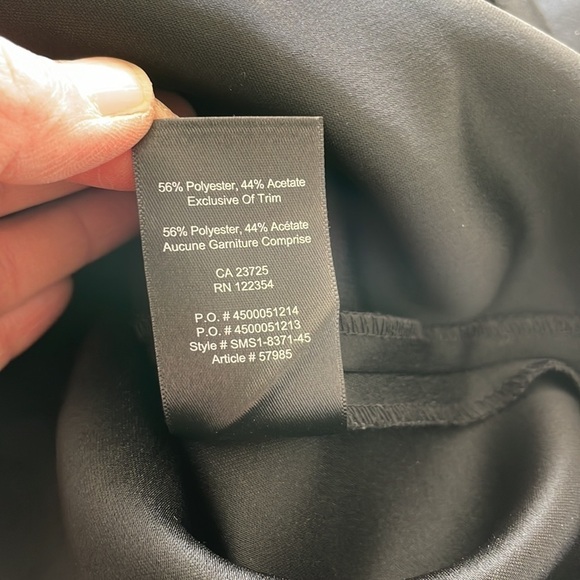 56% Polyester, 44% Acetate
Exclusive Of Trim
56% Polyester, 44% Acétate
Aucune Garniture Comprise
CA 23725
RN 122354
P.O. # 4500051214
P.O. # 4500051213
Style # SMS1-8371-45
Article # 57985